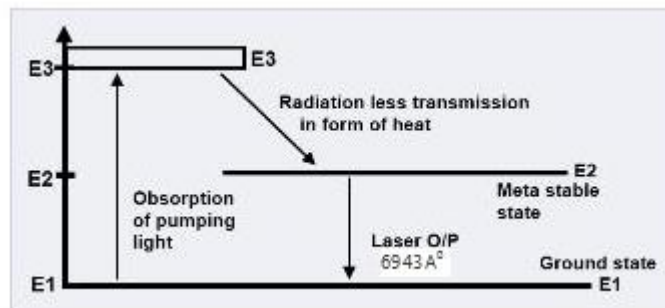 E3
E3
Radiation less transmission
in form of heat
E2
E2
Meta stable
state
Obsorption
of pumping
light
Laser O/P
6943A°
Ground state
E1
E1